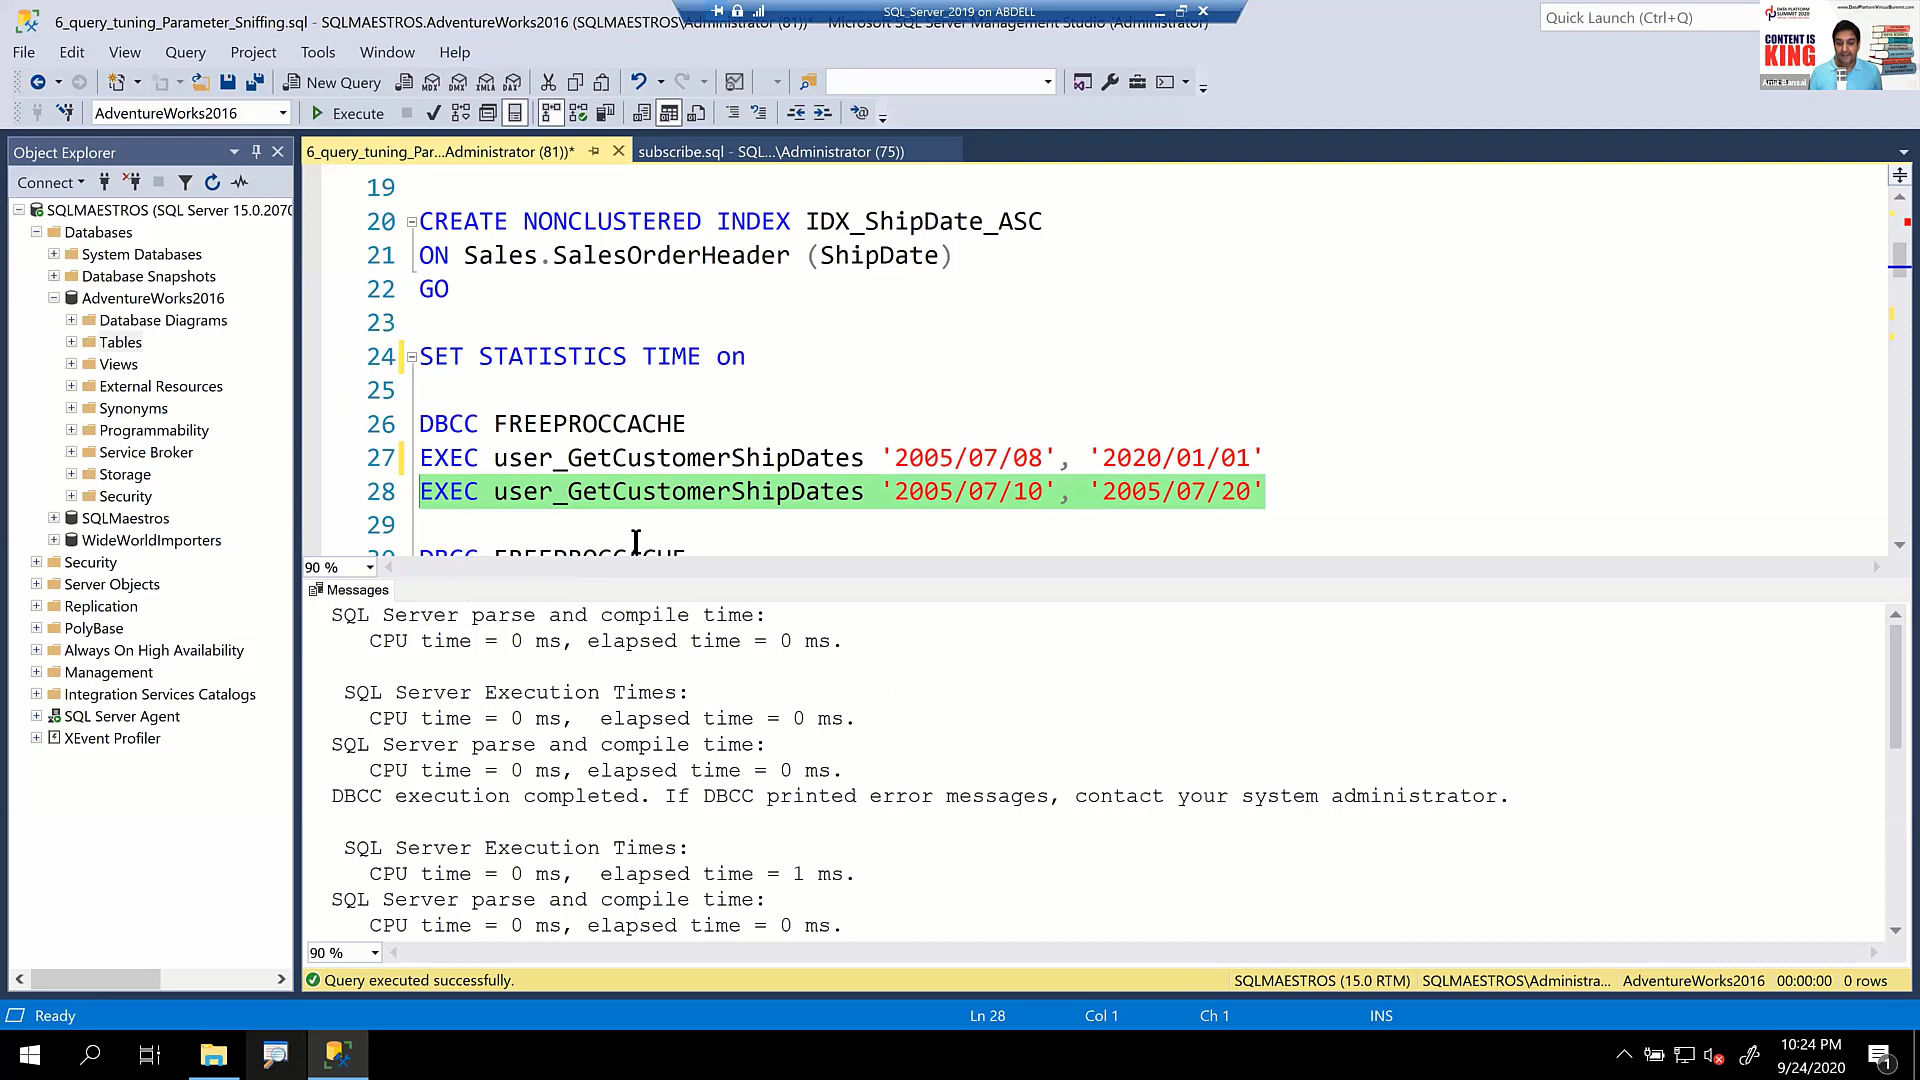 6_query_tuning_Parameter_Sniffing.sql - SQLMAESTROS.AdventureWorks2016 (SQLMAESTROS\Administrator (81))* - Microsoft SQL Server Management Studio (Administrator)
SQL_Server_2019 on ABDELL
Quick Launch (Ctrl+Q)
CONTENT IS
KING
Amit Bansal
File Edit View Query Project Tools Window Help
New Query
MDX DMX XMLA DAX
AdventureWorks2016
Execute
Object Explorer
6_query_tuning_Par...Administrator (81))*
subscribe.sql - SQL...\Administrator (75))
Connect
SQLMAESTROS (SQL Server 15.0.2070
Databases
System Databases
Database Snapshots
AdventureWorks2016
Database Diagrams
Tables
Views
External Resources
Synonyms
Programmability
Service Broker
Storage
Security
SQLMaestros
WideWorldImporters
Security
Server Objects
Replication
PolyBase
Always On High Availability
Management
Integration Services Catalogs
SQL Server Agent
XEvent Profiler
19
20 CREATE NONCLUSTERED INDEX IDX_ShipDate_ASC
21 ON Sales.SalesOrderHeader (ShipDate)
22 GO
23
24 SET STATISTICS TIME on
25
26 DBCC FREEPROCCACHE
27 EXEC user_GetCustomerShipDates '2005/07/08', '2020/01/01'
28 EXEC user_GetCustomerShipDates '2005/07/10', '2005/07/20'
29
30 DBCC FREEPROCCACHE
90 %
Messages
SQL Server parse and compile time:
CPU time = 0 ms, elapsed time = 0 ms.
SQL Server Execution Times:
CPU time = 0 ms,  elapsed time = 0 ms.
SQL Server parse and compile time:
CPU time = 0 ms, elapsed time = 0 ms.
DBCC execution completed. If DBCC printed error messages, contact your system administrator.
SQL Server Execution Times:
CPU time = 0 ms,  elapsed time = 1 ms.
SQL Server parse and compile time:
CPU time = 0 ms, elapsed time = 0 ms.
90 %
Query executed successfully.
SQLMAESTROS (15.0 RTM)
SQLMAESTROS\Administra...
AdventureWorks2016
00:00:00
0 rows
Ready
Ln 28
Col 1
Ch 1
INS
10:24 PM
9/24/2020
1